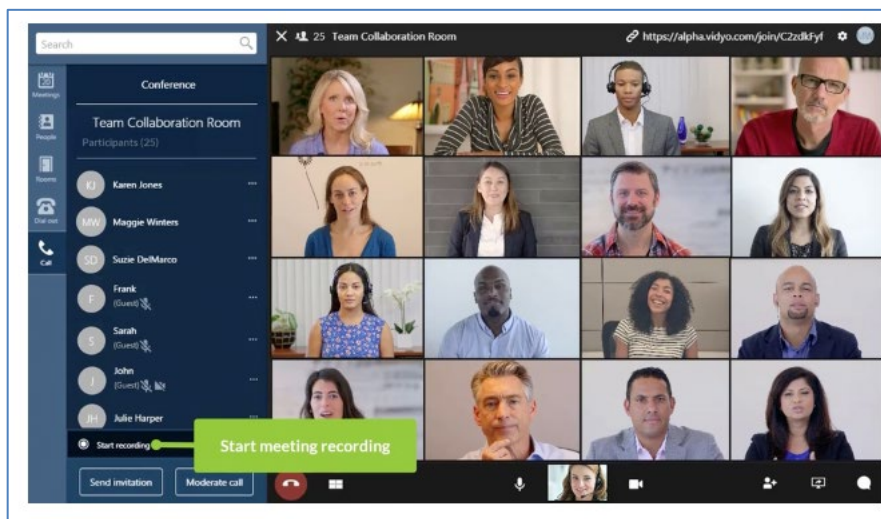 Search
Meetings
People
Rooms
Dial out
Call
Conference
Team Collaboration Room
Participants (25)
KJ Karen Jones
MW Maggie Winters
SD Suzie DelMarco
F Frank
(Guest)
S Sarah
(Guest)
J John
(Guest)
JH Julie Harper
Start recording
Send invitation
Moderate call
25 Team Collaboration Room
https://alpha.vidyo.com/join/C2zdkFyf
Start meeting recording